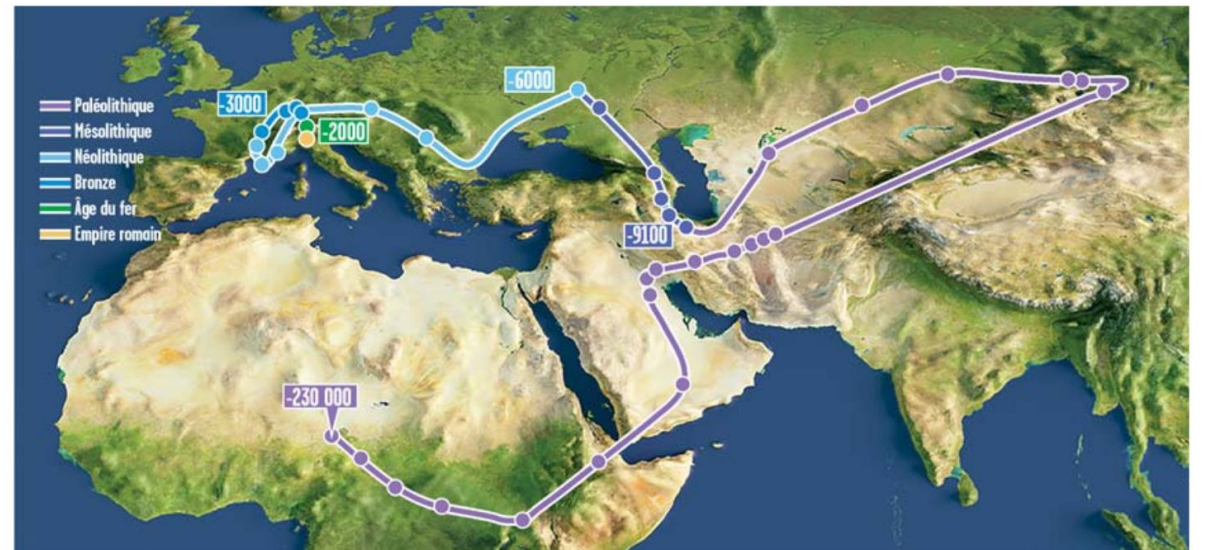 Paléolithique
Mésolithique
Néolithique
Bronze
Âge du fer
Empire romain
-3000
-2000
-6000
-9100
-230 000